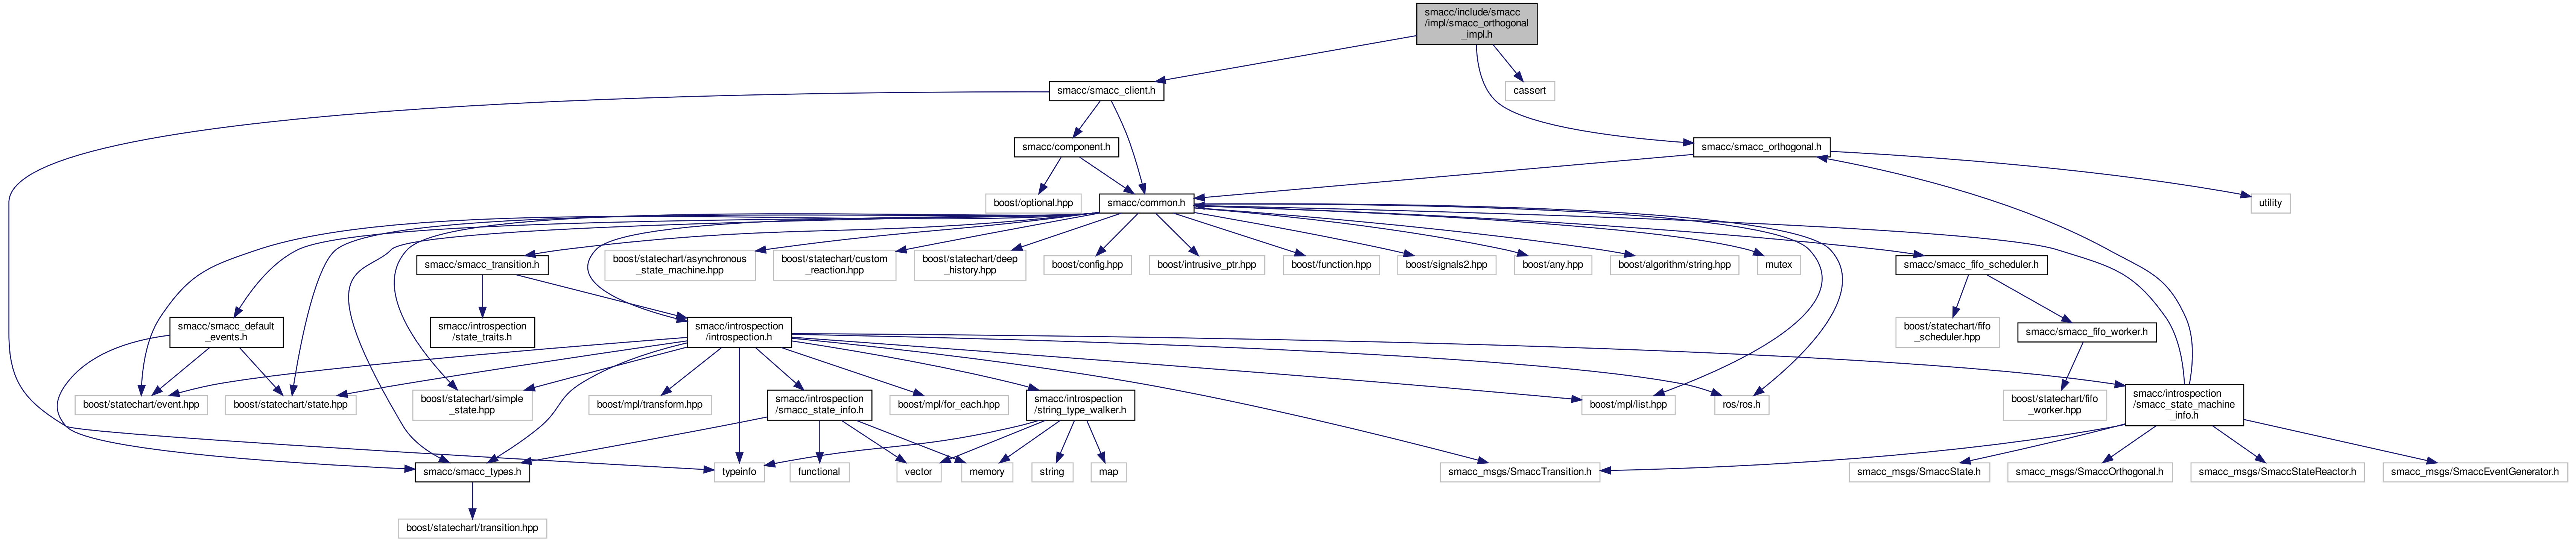 smacc/include/smacc
/impl/smacc_orthogonal
_impl.h
smacc/smacc_client.h
cassert
smacc/component.h
smacc/smacc_orthogonal.h
boost/optional.hpp
smacc/common.h
utility
smacc/smacc_transition.h
boost/statechart/asynchronous
_state_machine.hpp
boost/statechart/custom
_reaction.hpp
boost/statechart/deep
_history.hpp
boost/config.hpp
boost/intrusive_ptr.hpp
boost/function.hpp
boost/signals2.hpp
boost/any.hpp
boost/algorithm/string.hpp
mutex
smacc/smacc_fifo_scheduler.h
smacc/smacc_default
_events.h
smacc/introspection
/state_traits.h
smacc/introspection
/introspection.h
boost/statechart/fifo
_scheduler.hpp
smacc/smacc_fifo_worker.h
boost/statechart/event.hpp
boost/statechart/state.hpp
boost/statechart/simple
_state.hpp
boost/mpl/transform.hpp
smacc/introspection
/smacc_state_info.h
boost/mpl/for_each.hpp
smacc/introspection
/string_type_walker.h
boost/mpl/list.hpp
ros/ros.h
boost/statechart/fifo
_worker.hpp
smacc/introspection
/smacc_state_machine
_info.h
smacc/smacc_types.h
typeinfo
functional
vector
memory
string
map
smacc_msgs/SmaccTransition.h
smacc_msgs/SmaccState.h
smacc_msgs/SmaccOrthogonal.h
smacc_msgs/SmaccStateReactor.h
smacc_msgs/SmaccEventGenerator.h
boost/statechart/transition.hpp